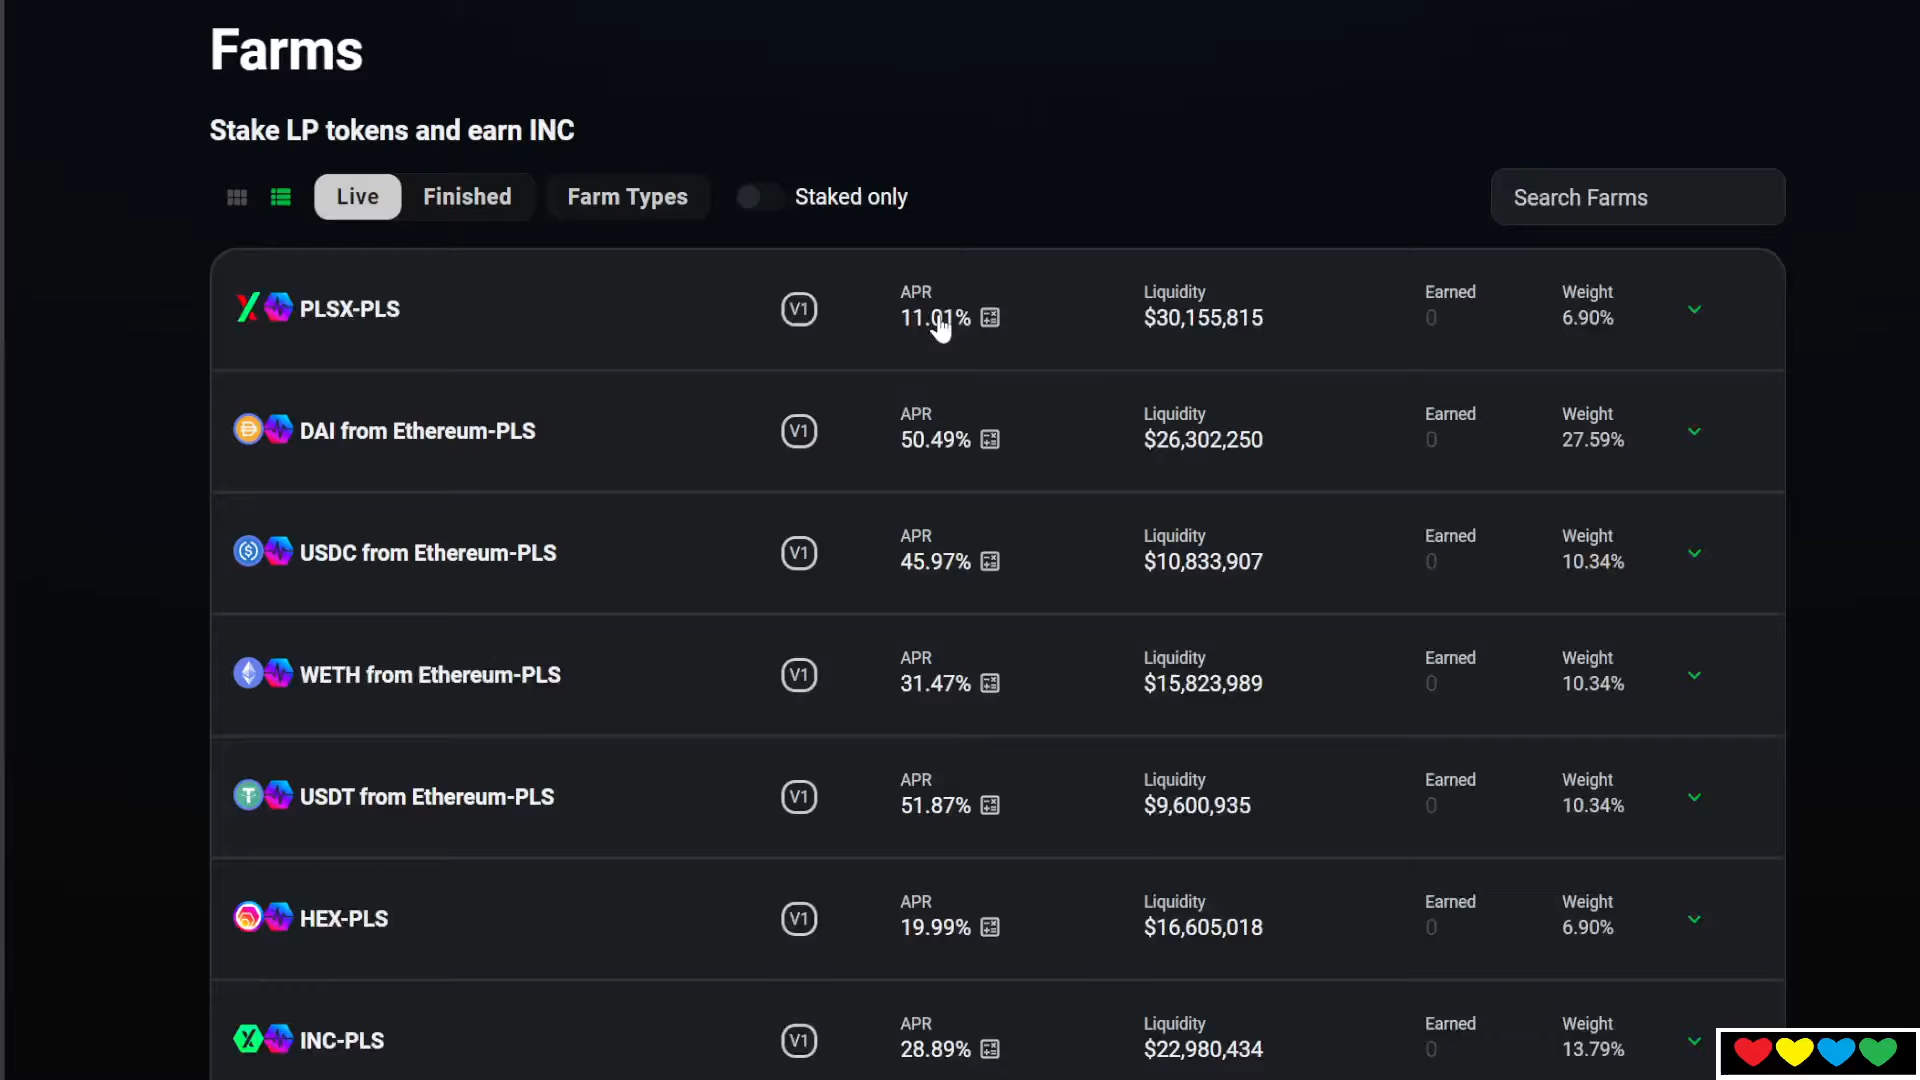 Farms
Stake LP tokens and earn INC
Live Finished Farm Types Staked only Search Farms
PLSX-PLS V1 APR 11.01% Liquidity $30,155,815 Earned 0 Weight 6.90%
DAI from Ethereum-PLS V1 APR 50.49% Liquidity $26,302,250 Earned 0 Weight 27.59%
USDC from Ethereum-PLS V1 APR 45.97% Liquidity $10,833,907 Earned 0 Weight 10.34%
WETH from Ethereum-PLS V1 APR 31.47% Liquidity $15,823,989 Earned 0 Weight 10.34%
USDT from Ethereum-PLS V1 APR 51.87% Liquidity $9,600,935 Earned 0 Weight 10.34%
HEX-PLS V1 APR 19.99% Liquidity $16,605,018 Earned 0 Weight 6.90%
INC-PLS V1 APR 28.89% Liquidity $22,980,434 Earned 0 Weight 13.79%